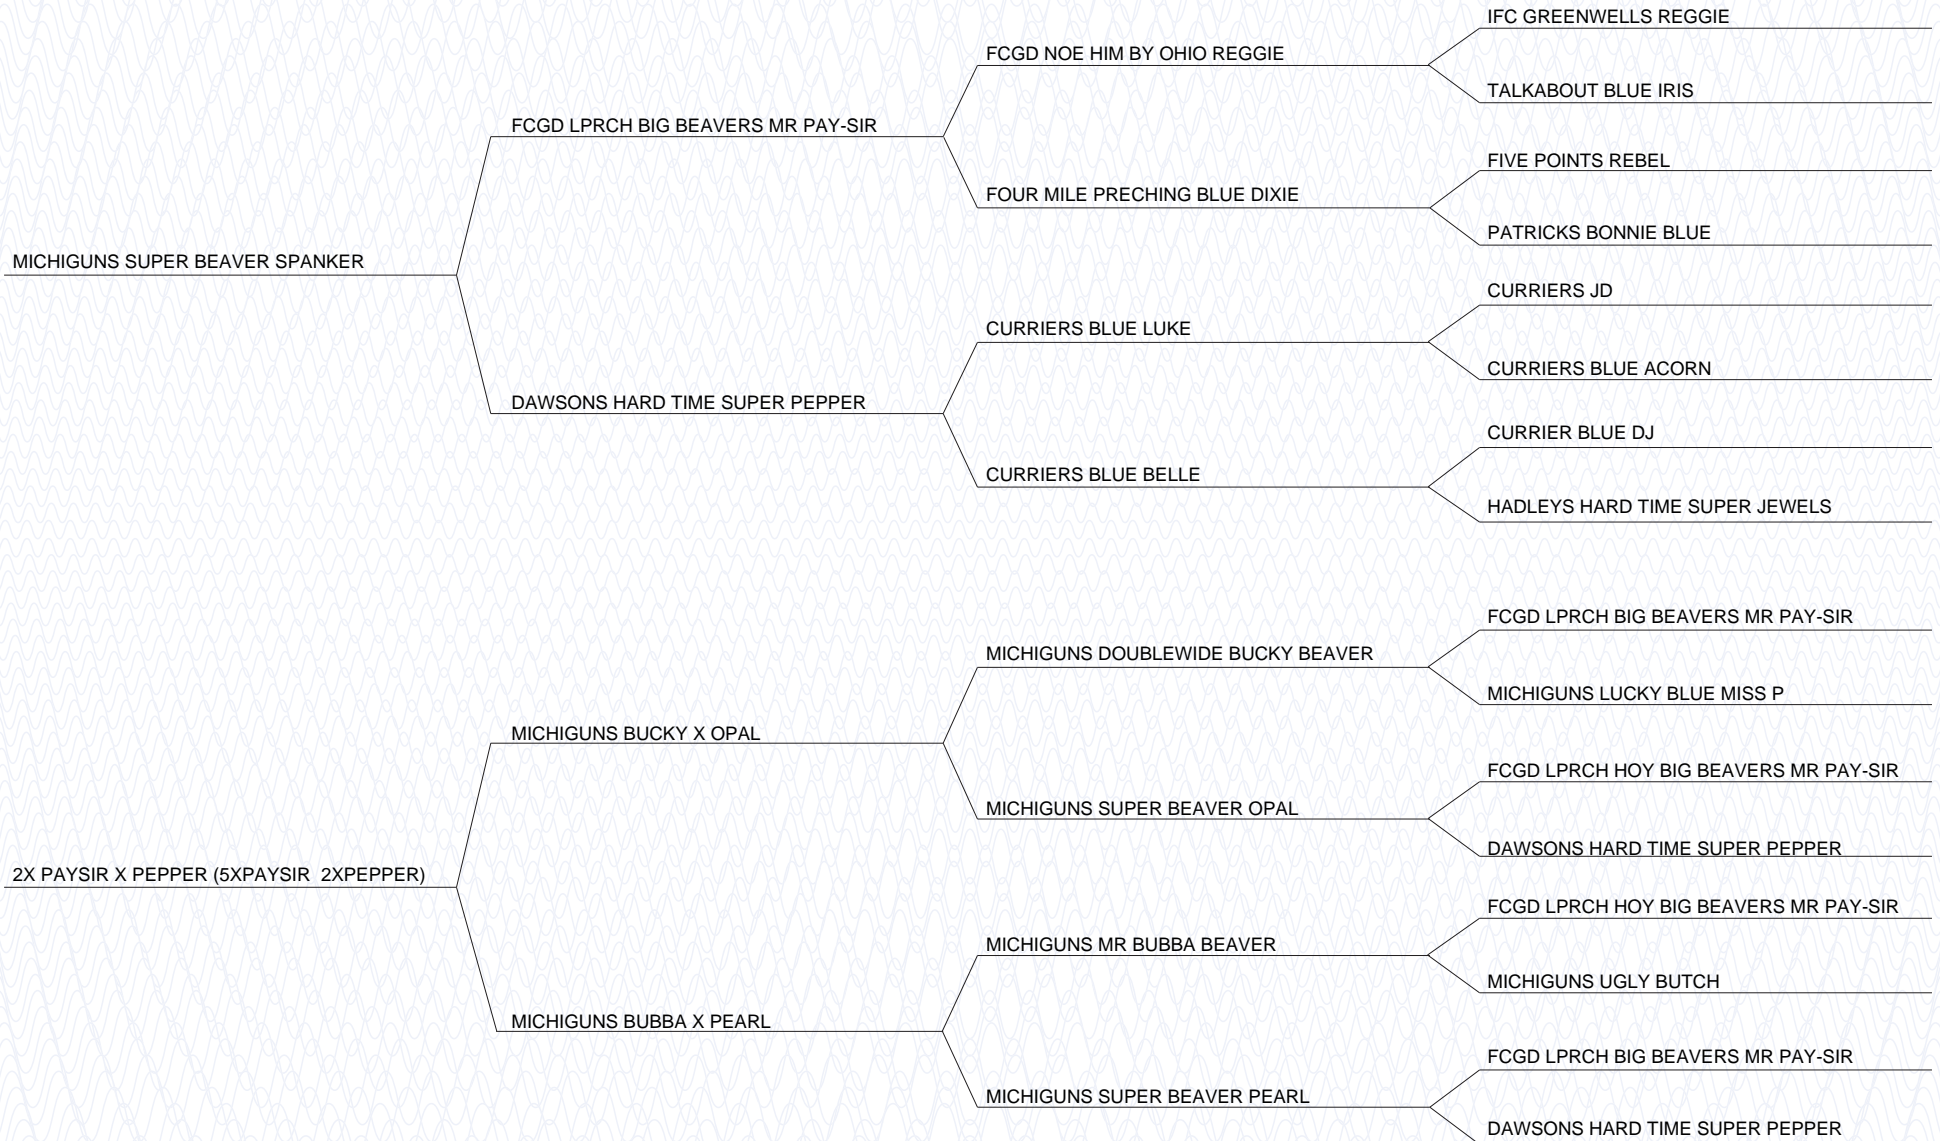 IFC GREENWELLS REGGIE
FCGD NOE HIM BY OHIO REGGIE
TALKABOUT BLUE IRIS
FCGD LPRCH BIG BEAVERS MR PAY-SIR
FIVE POINTS REBEL
FOUR MILE PRECHING BLUE DIXIE
PATRICKS BONNIE BLUE
MICHIGUNS SUPER BEAVER SPANKER
CURRIERS JD
CURRIERS BLUE LUKE
CURRIERS BLUE ACORN
DAWSONS HARD TIME SUPER PEPPER
CURRIER BLUE DJ
CURRIERS BLUE BELLE
HADLEYS HARD TIME SUPER JEWELS
FCGD LPRCH BIG BEAVERS MR PAY-SIR
MICHIGUNS DOUBLEWIDE BUCKY BEAVER
MICHIGUNS LUCKY BLUE MISS P
MICHIGUNS BUCKY X OPAL
FCGD LPRCH HOY BIG BEAVERS MR PAY-SIR
MICHIGUNS SUPER BEAVER OPAL
DAWSONS HARD TIME SUPER PEPPER
2X PAYSIR X PEPPER (5XPAYSIR  2XPEPPER)
FCGD LPRCH HOY BIG BEAVERS MR PAY-SIR
MICHIGUNS MR BUBBA BEAVER
MICHIGUNS UGLY BUTCH
MICHIGUNS BUBBA X PEARL
FCGD LPRCH BIG BEAVERS MR PAY-SIR
MICHIGUNS SUPER BEAVER PEARL
DAWSONS HARD TIME SUPER PEPPER